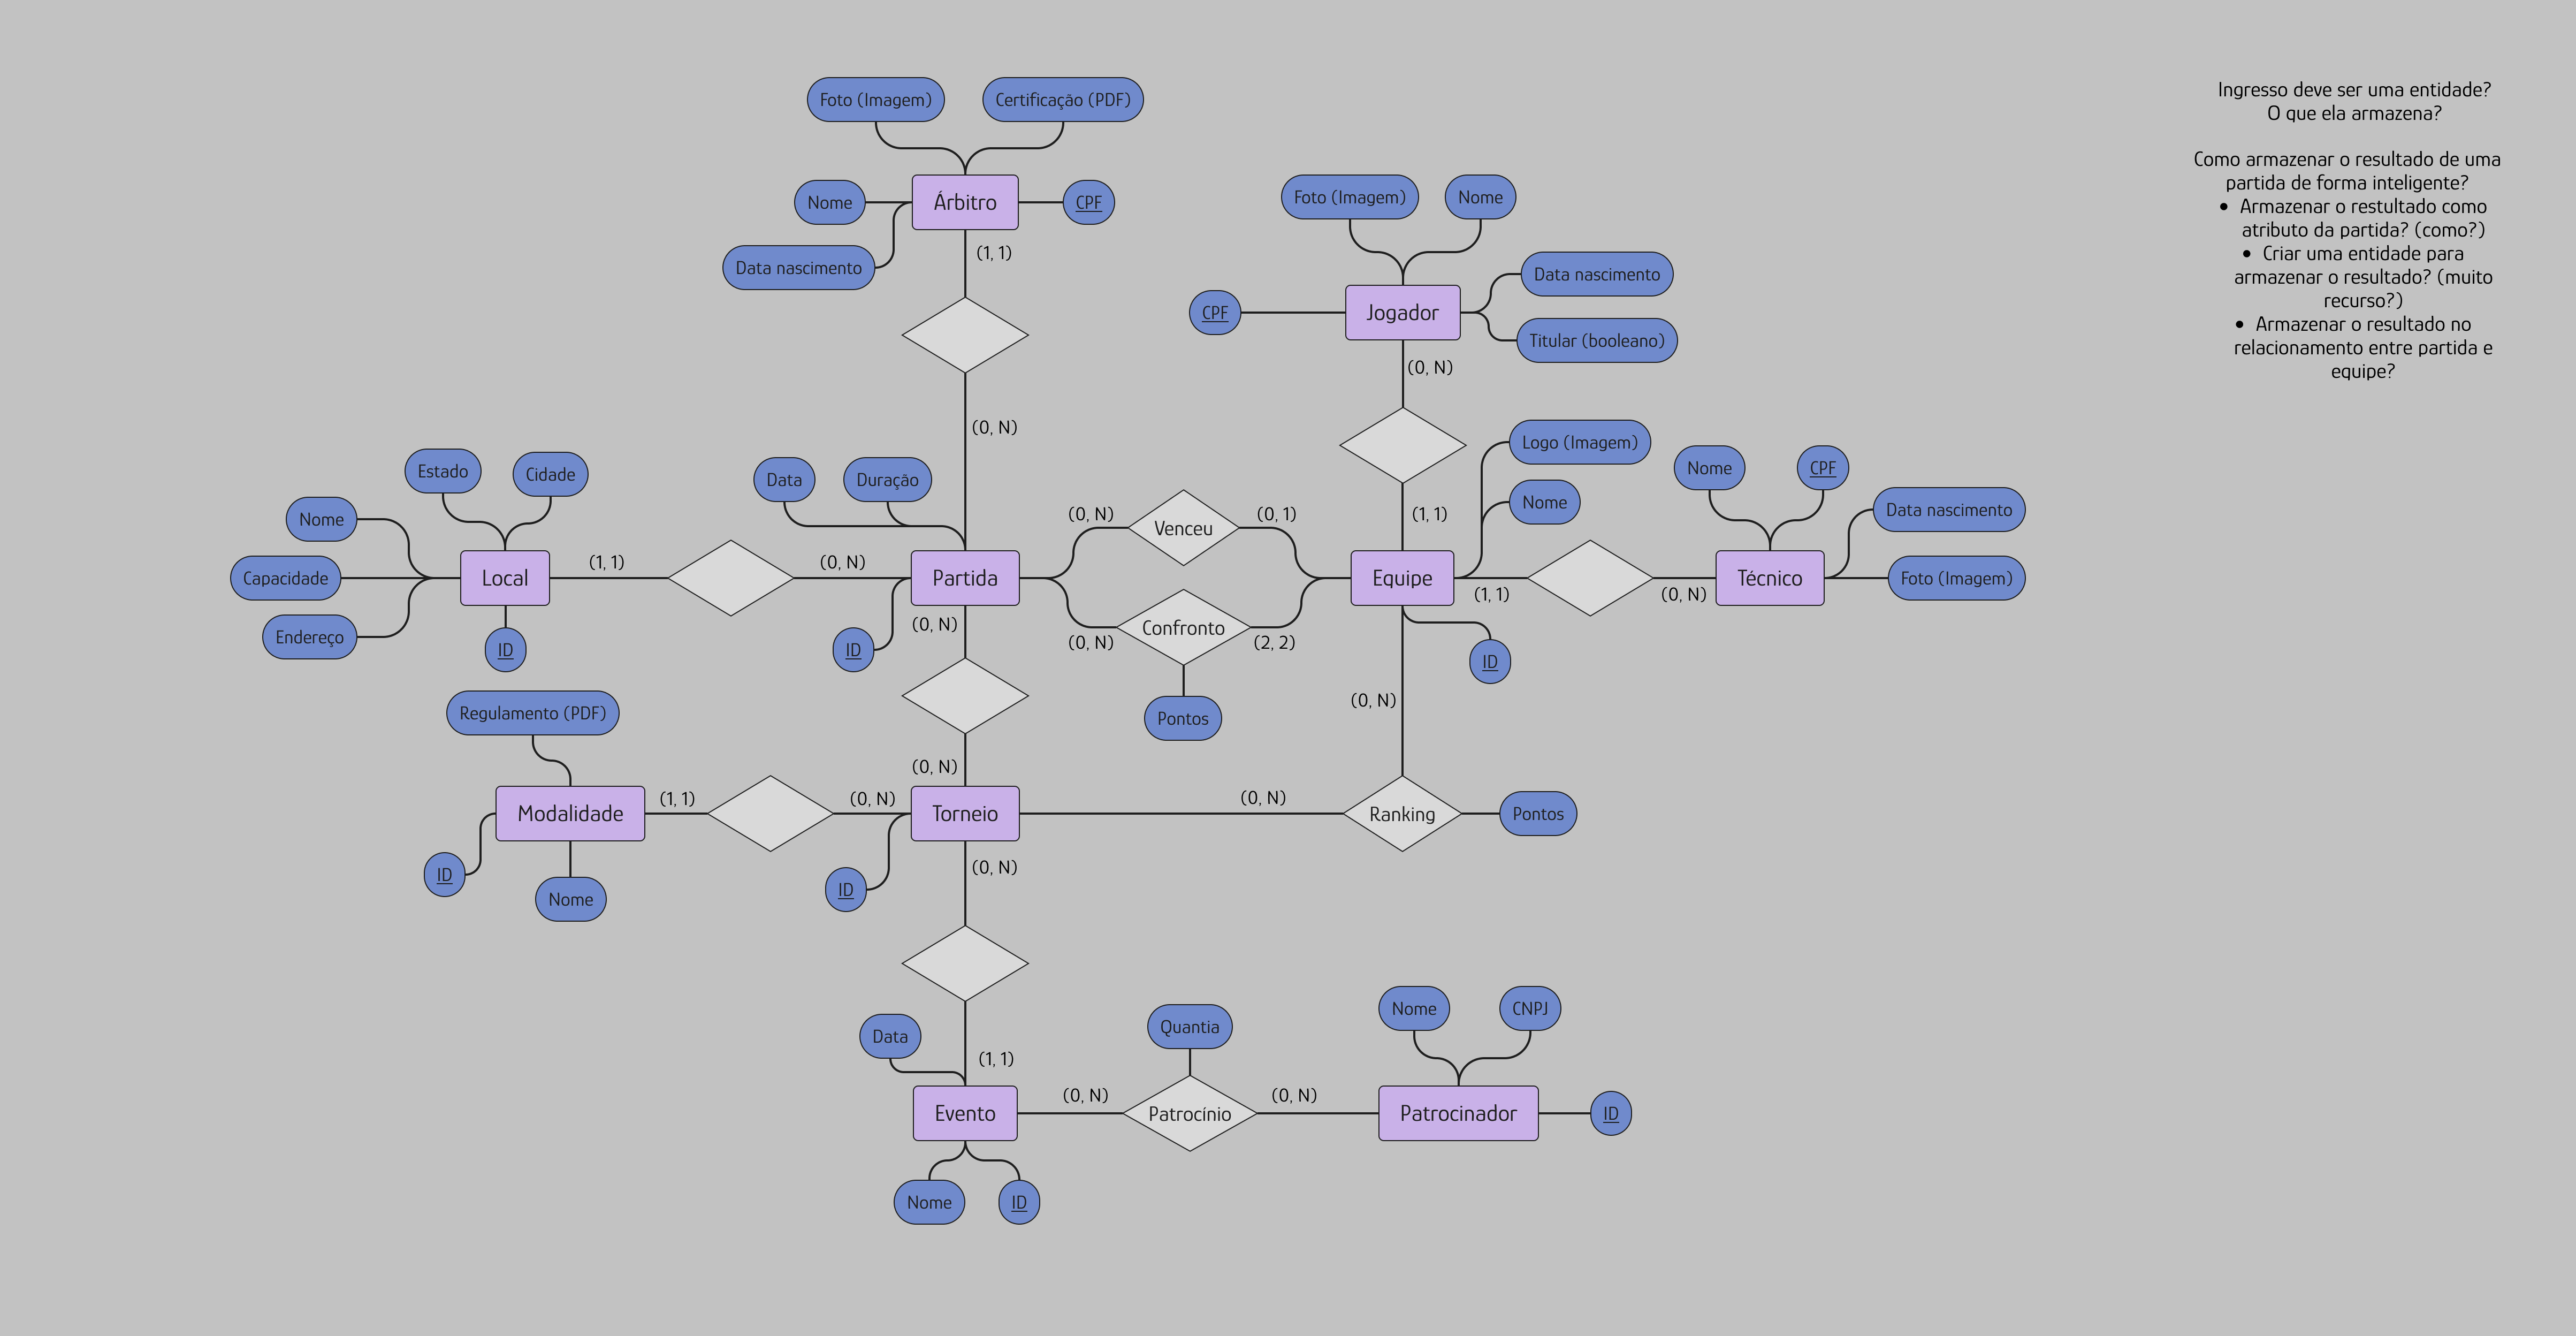 Foto (Imagem)
Certificação (PDF)
Nome
Árbitro
CPF
Data nascimento
(1, 1)
(0, N)
Foto (Imagem)
Nome
CPF
Jogador
Data nascimento
Titular (booleano)
(0, N)
(1, 1)
Ingresso deve ser uma entidade?
O que ela armazena?
Como armazenar o resultado de uma
partida de forma inteligente?
• Armazenar o restultado como
atributo da partida? (como?)
• Criar uma entidade para
armazenar o resultado? (muito
recurso?)
• Armazenar o resultado no
relacionamento entre partida e
equipe?
Estado
Cidade
Nome
Capacidade
Endereço
Local
ID
(1, 1)
(0, N)
Data
Duração
Partida
ID
(0, N)
(0, N)
Venceu
(0, 1)
(0, N)
Confronto
(2, 2)
Pontos
Logo (Imagem)
Nome
Equipe
ID
(1, 1)
(0, N)
Nome
CPF
Técnico
Data nascimento
Foto (Imagem)
(0, N)
Regulamento (PDF)
Modalidade
ID
Nome
(1, 1)
(0, N)
(0, N)
Torneio
ID
(0, N)
(0, N)
Ranking
Pontos
(1, 1)
Data
Evento
Nome
ID
(0, N)
Quantia
Patrocínio
(0, N)
Nome
CNPJ
Patrocinador
ID